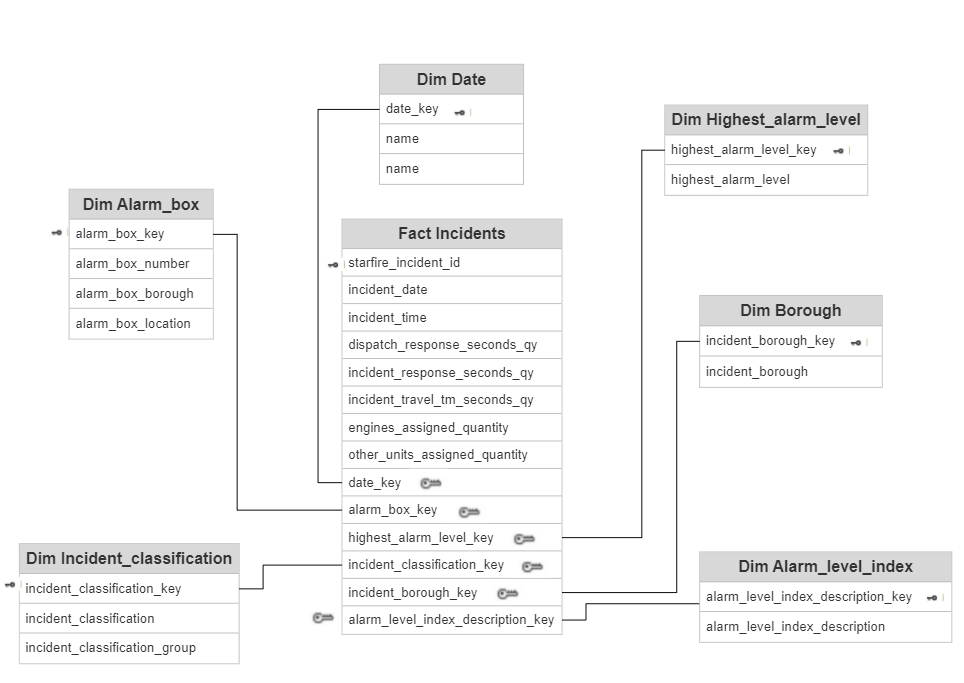 Dim Date
date_key
name
name
Dim Highest_alarm_level
highest_alarm_level_key
highest_alarm_level
Dim Alarm_box
alarm_box_key
alarm_box_number
alarm_box_borough
alarm_box_location
Fact Incidents
starfire_incident_id
incident_date
incident_time
dispatch_response_seconds_qy
incident_response_seconds_qy
incident_travel_tm_seconds_qy
engines_assigned_quantity
other_units_assigned_quantity
date_key
alarm_box_key
highest_alarm_level_key
incident_classification_key
incident_borough_key
alarm_level_index_description_key
Dim Borough
incident_borough_key
incident_borough
Dim Incident_classification
incident_classification_key
incident_classification
incident_classification_group
Dim Alarm_level_index
alarm_level_index_description_key
alarm_level_index_description